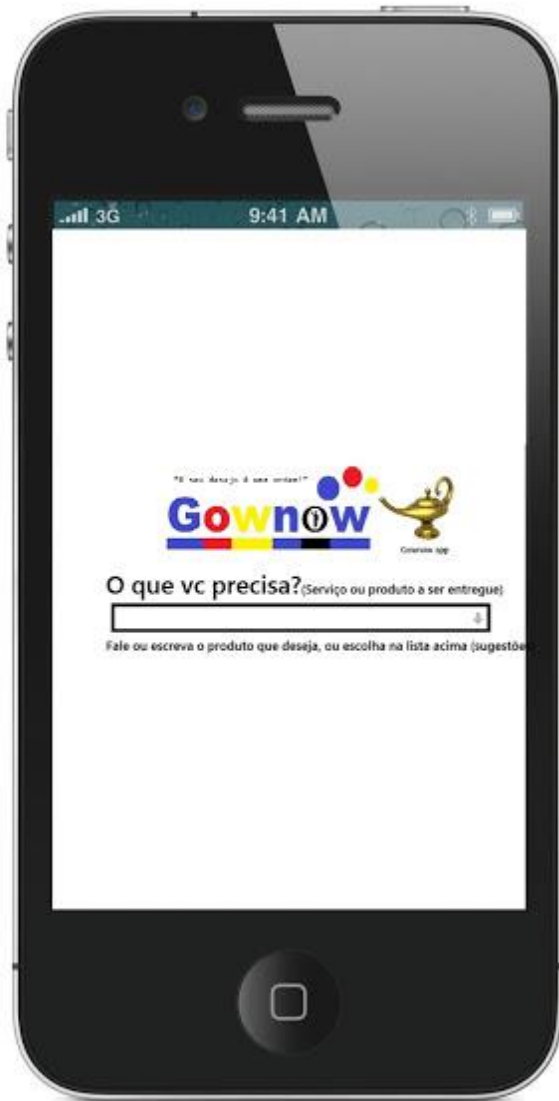 3G 9:41 AM
"O seu desejo é uma ordem!"
Gownow
Gownow app
O que vc precisa?(Serviço ou produto a ser entregue)
Fale ou escreva o produto que deseja, ou escolha na lista acima (sugestões